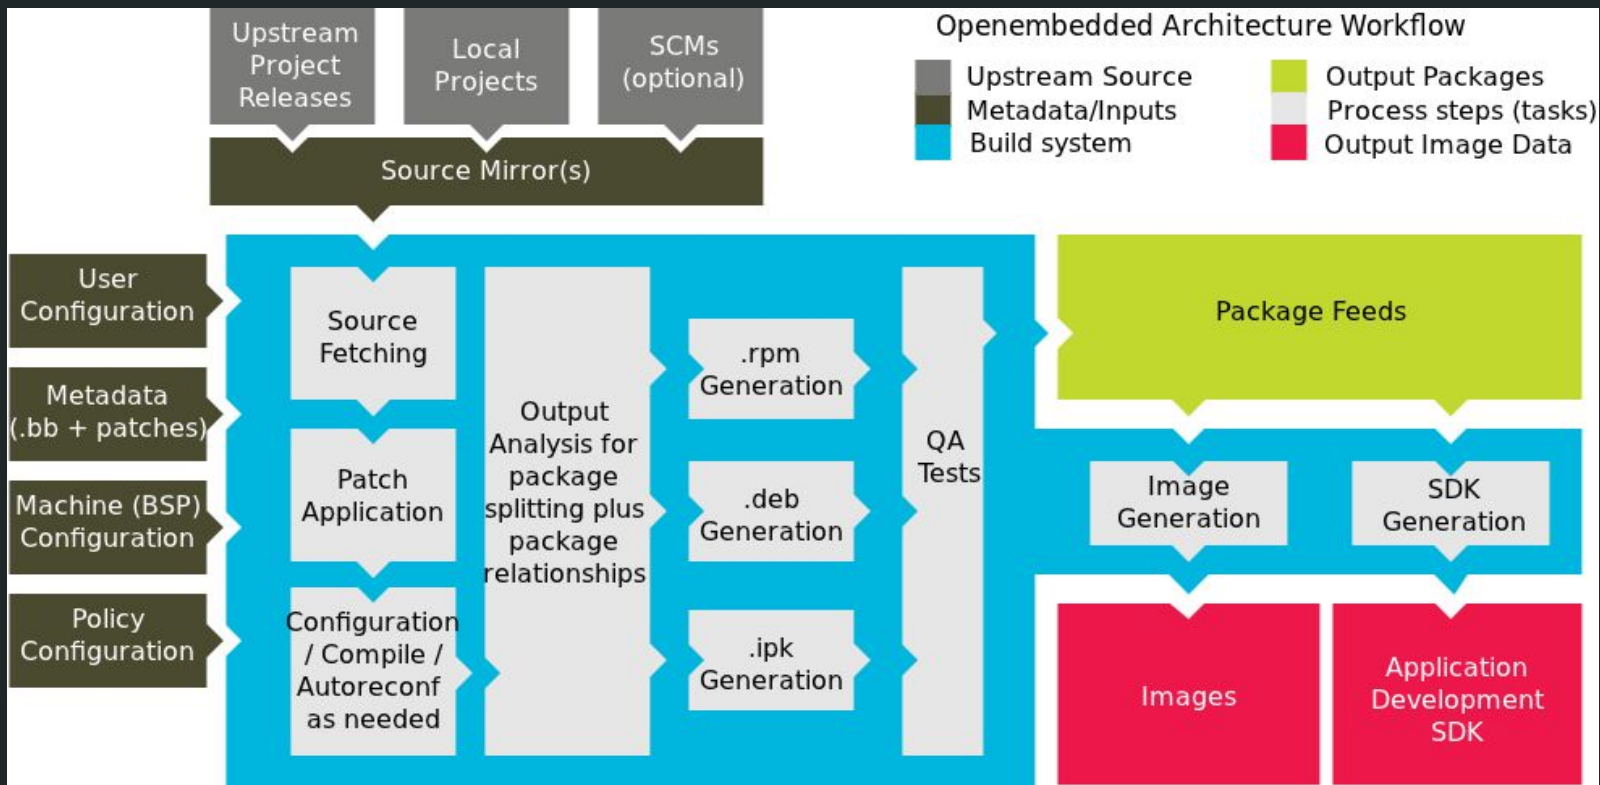 Upstream
Project
Releases
Local
Projects
SCMs
(optional)
Source Mirror(s)
Openembedded Architecture Workflow
Upstream Source
Metadata/Inputs
Build system
Output Packages
Process steps (tasks)
Output Image Data
User
Configuration
Metadata
(.bb + patches)
Machine (BSP)
Configuration
Policy
Configuration
Source
Fetching
Patch
Application
Configuration
/ Compile /
Autoreconf
as needed
Output
Analysis for
package
splitting plus
package
relationships
.rpm
Generation
.deb
Generation
.ipk
Generation
QA
Tests
Package Feeds
Image
Generation
SDK
Generation
Images
Application
Development
SDK